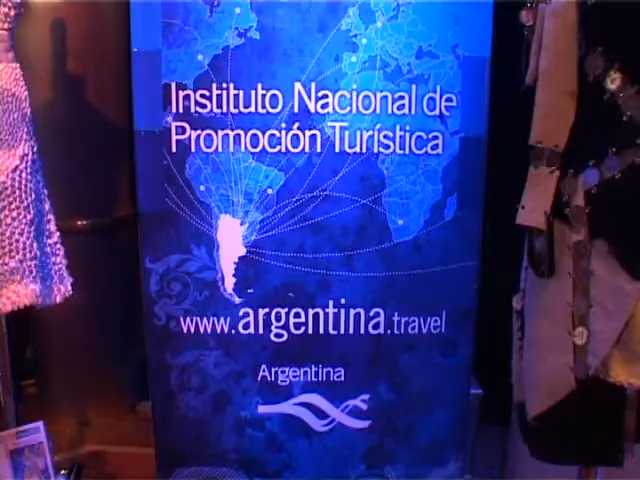 Instituto Nacional de
Promoción Turística
www.argentina.travel
Argentina